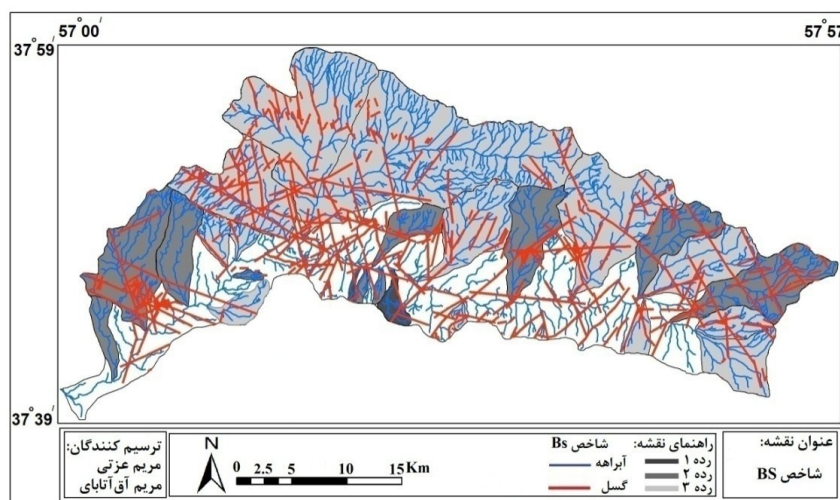 57°00′
57°57
37°59′
37°39′
عنوان نقشه:
شاخص BS
راهنمای نقشه:
شاخص Bs
رده ۱
رده ۲
رده ۳
آبراهه
گسل
N
0 2.5 5 10 15Km
ترسیم کنندگان:
مریم عزتی
مریم آق‌آتابای